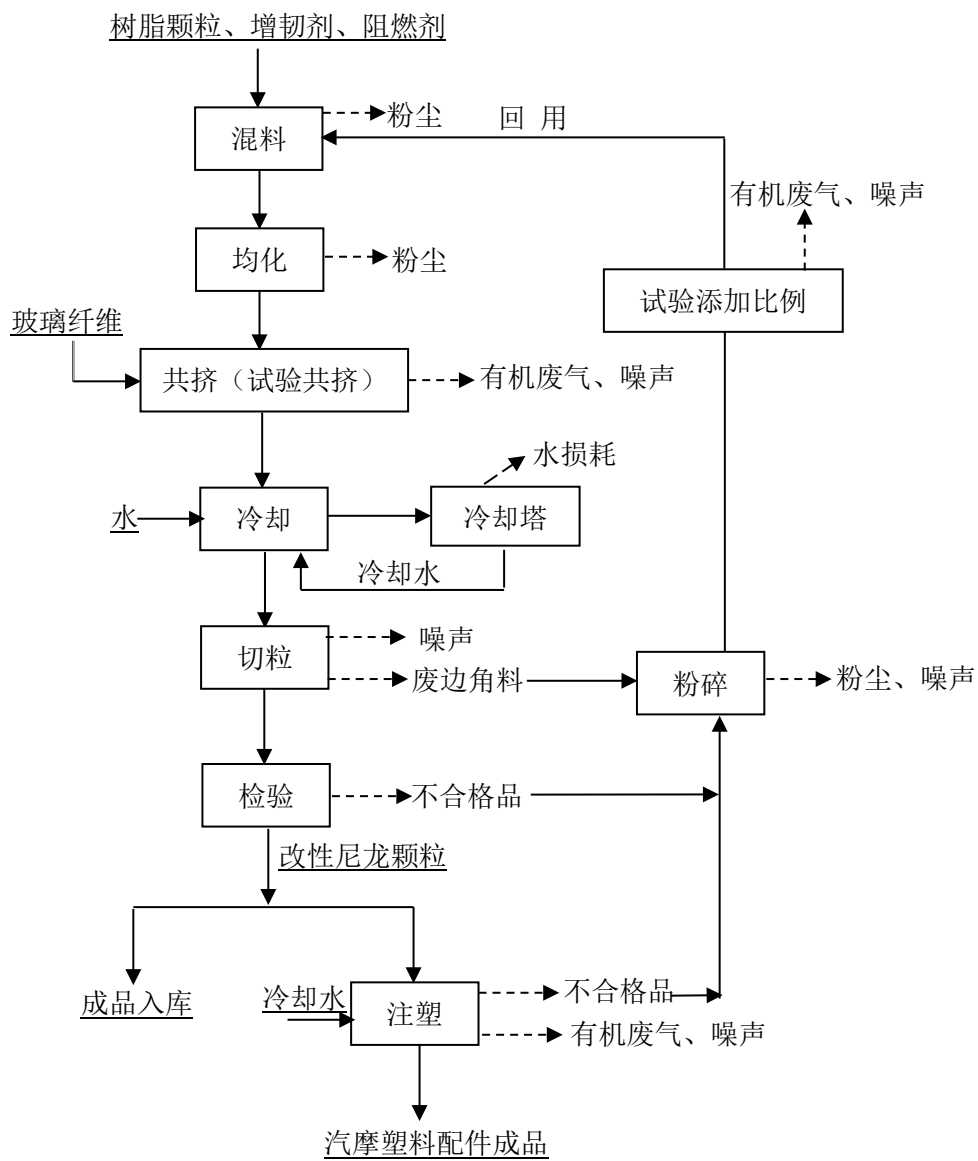 树脂颗粒、增韧剂、阻燃剂
混料
粉尘
回 用
有机废气、噪声
均化
粉尘
试验添加比例
玻璃纤维
共挤（试验共挤）
有机废气、噪声
水损耗
水
冷却
冷却塔
冷却水
切粒
噪声
废边角料
粉碎
粉尘、噪声
检验
不合格品
改性尼龙颗粒
成品入库
冷却水
注塑
不合格品
有机废气、噪声
汽摩塑料配件成品